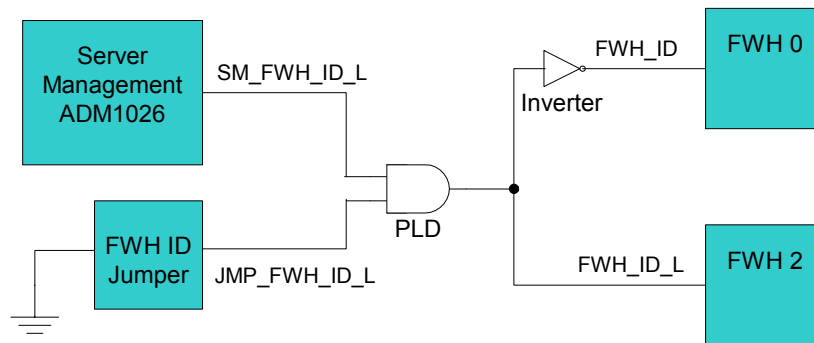 Server
Management
ADM1026
SM_FWH_ID_L
FWH_ID
FWH 0
Inverter
PLD
FWH ID
Jumper
JMP_FWH_ID_L
FWH_ID_L
FWH 2